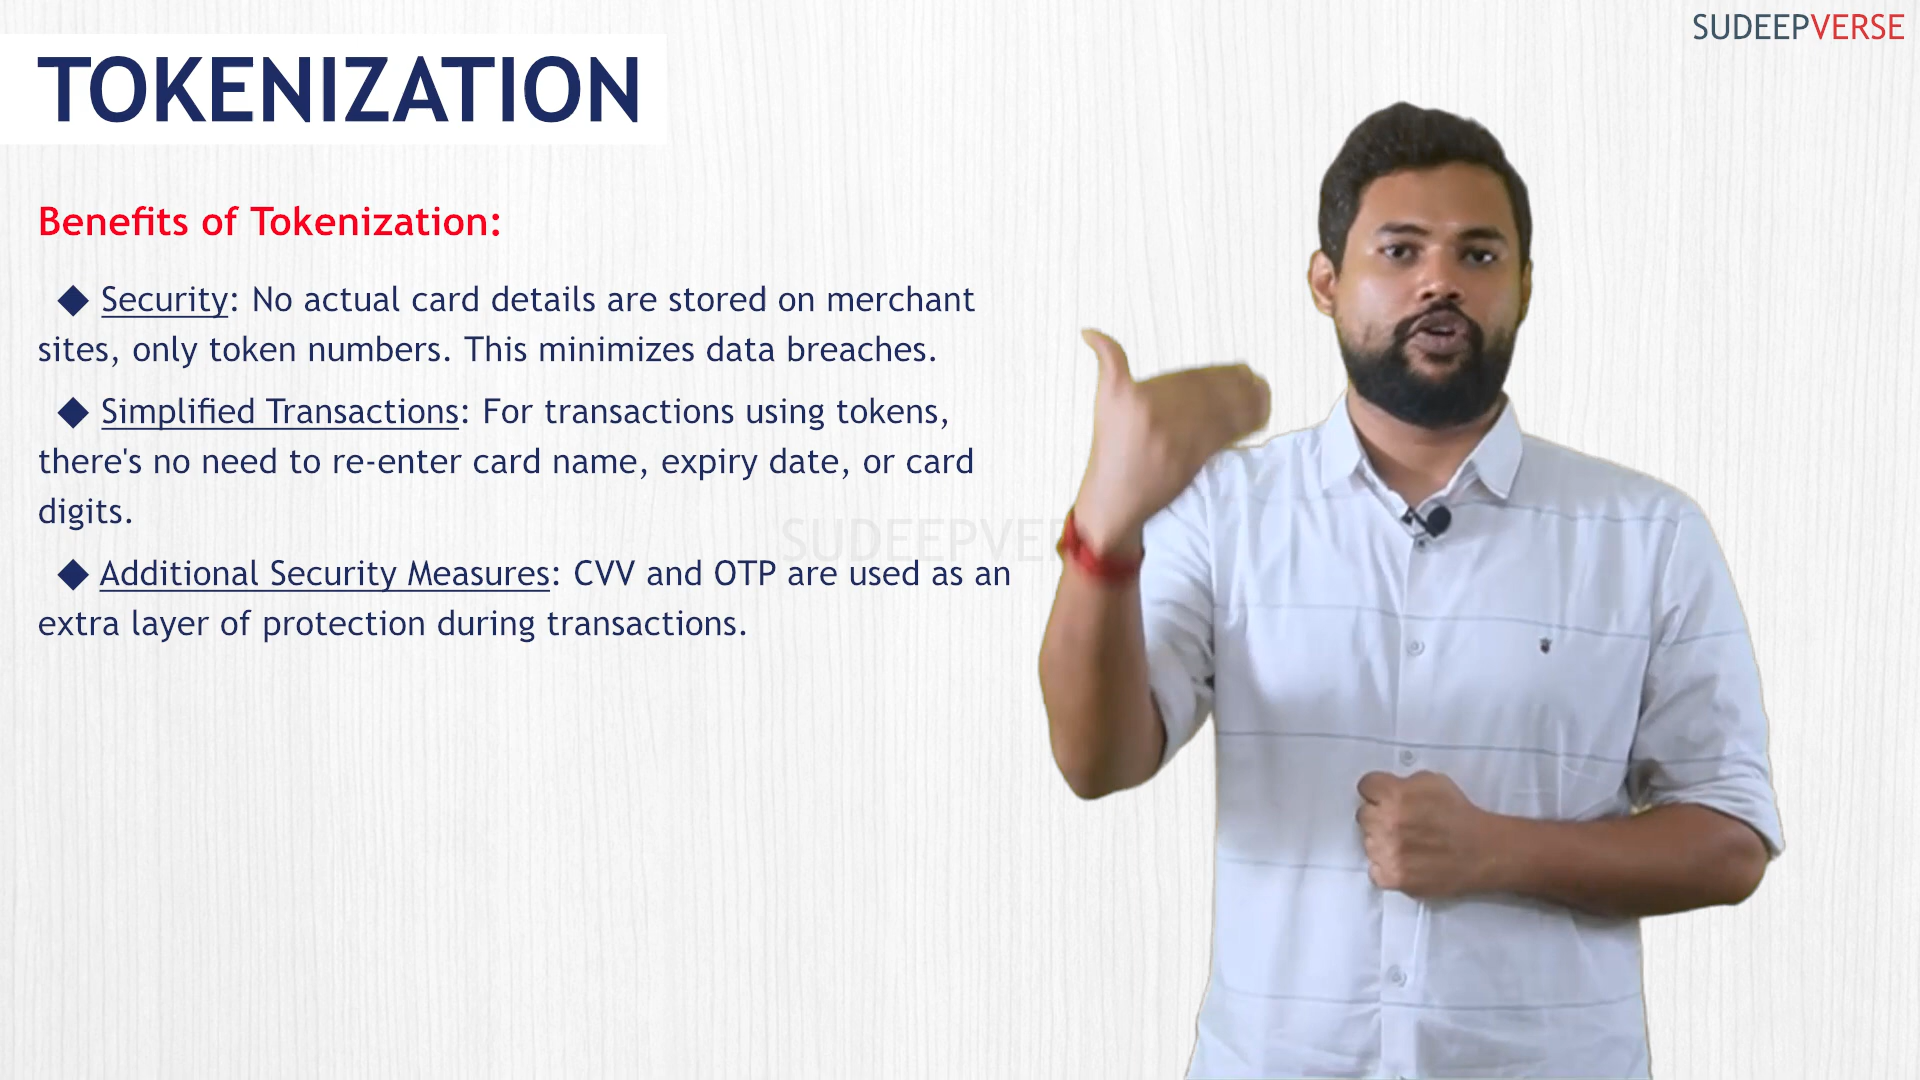 SUDEEPVERSE
TOKENIZATION
Benefits of Tokenization:
◆ Security: No actual card details are stored on merchant
sites, only token numbers. This minimizes data breaches.
◆ Simplified Transactions: For transactions using tokens,
there's no need to re-enter card name, expiry date, or card
digits.
SUDEEPVE
◆ Additional Security Measures: CVV and OTP are used as an
extra layer of protection during transactions.